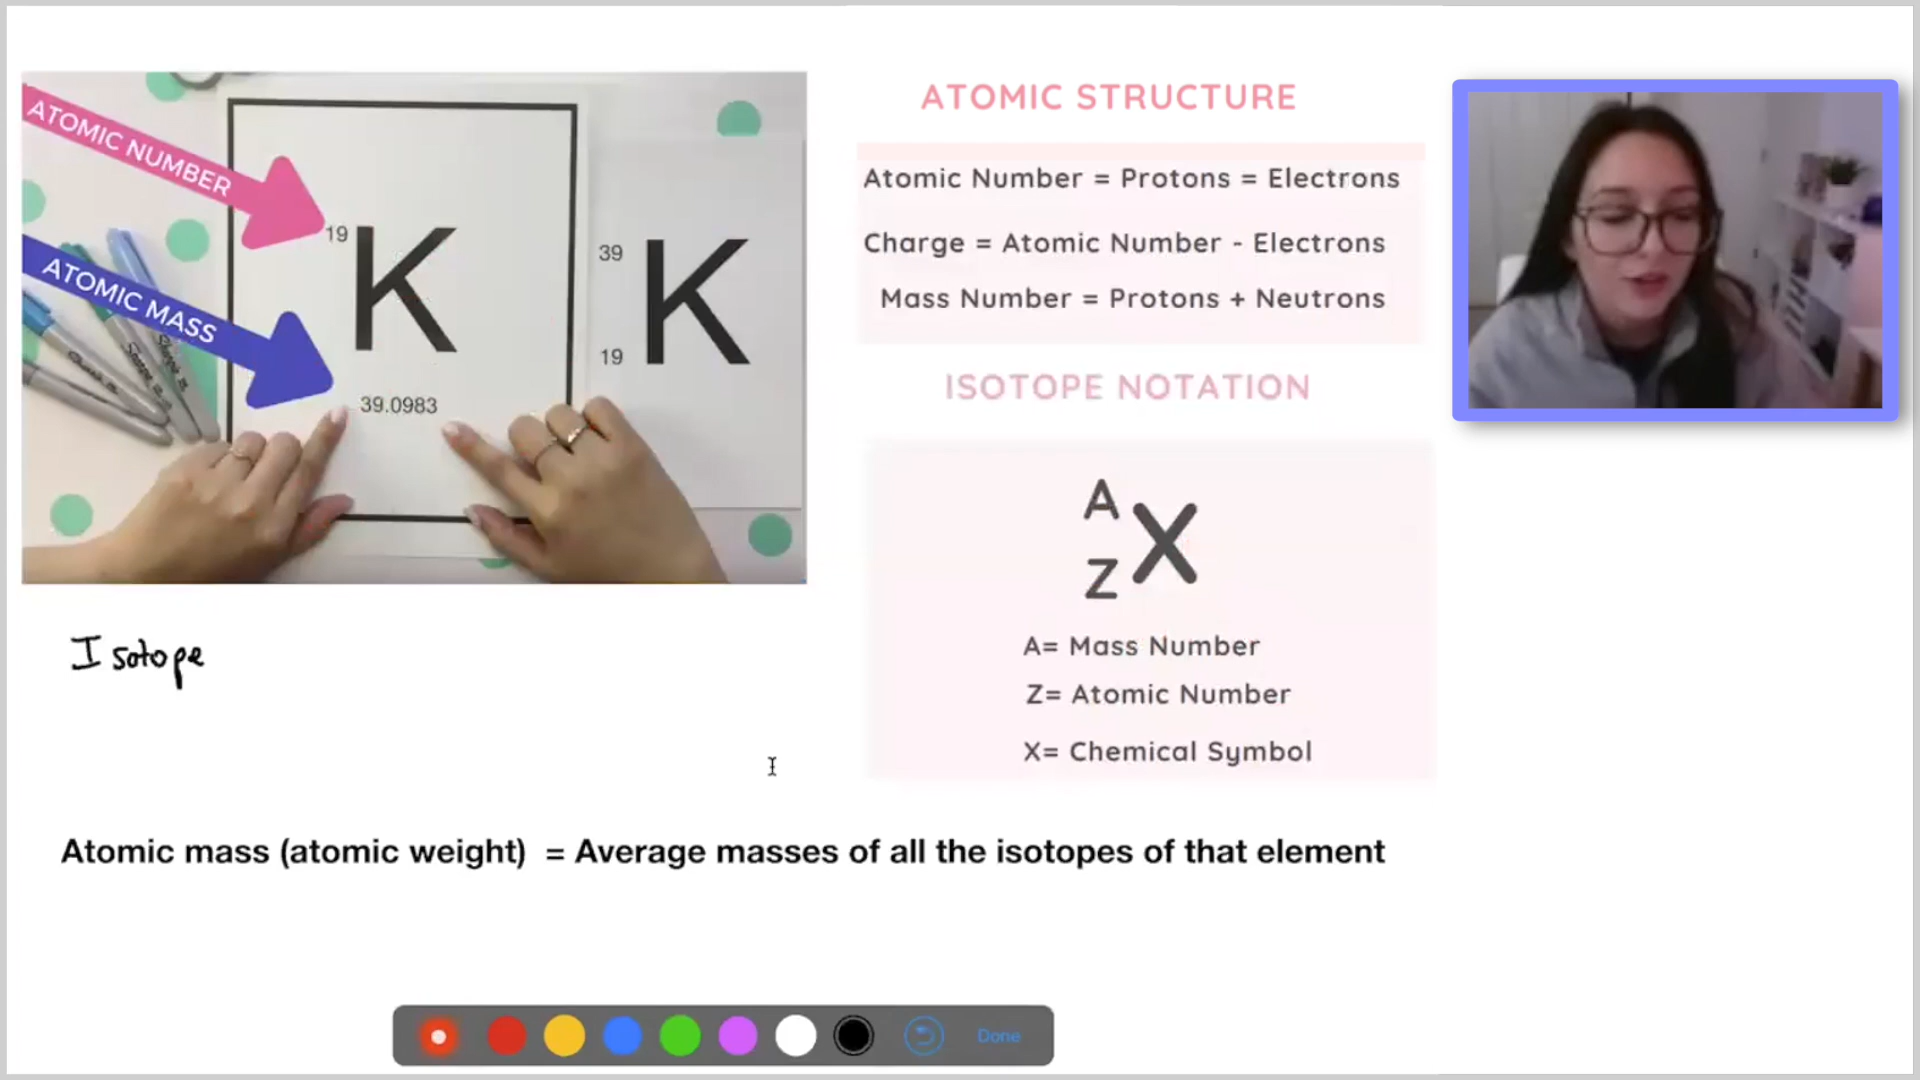 ATOMIC NUMBER
ATOMIC MASS
19
K
39.0983
39
K
19
ATOMIC STRUCTURE
Atomic Number = Protons = Electrons
Charge = Atomic Number - Electrons
Mass Number = Protons + Neutrons
ISOTOPE NOTATION
A
X
Z
A= Mass Number
Z= Atomic Number
X= Chemical Symbol
Isotope
Atomic mass (atomic weight) = Average masses of all the isotopes of that element
Done